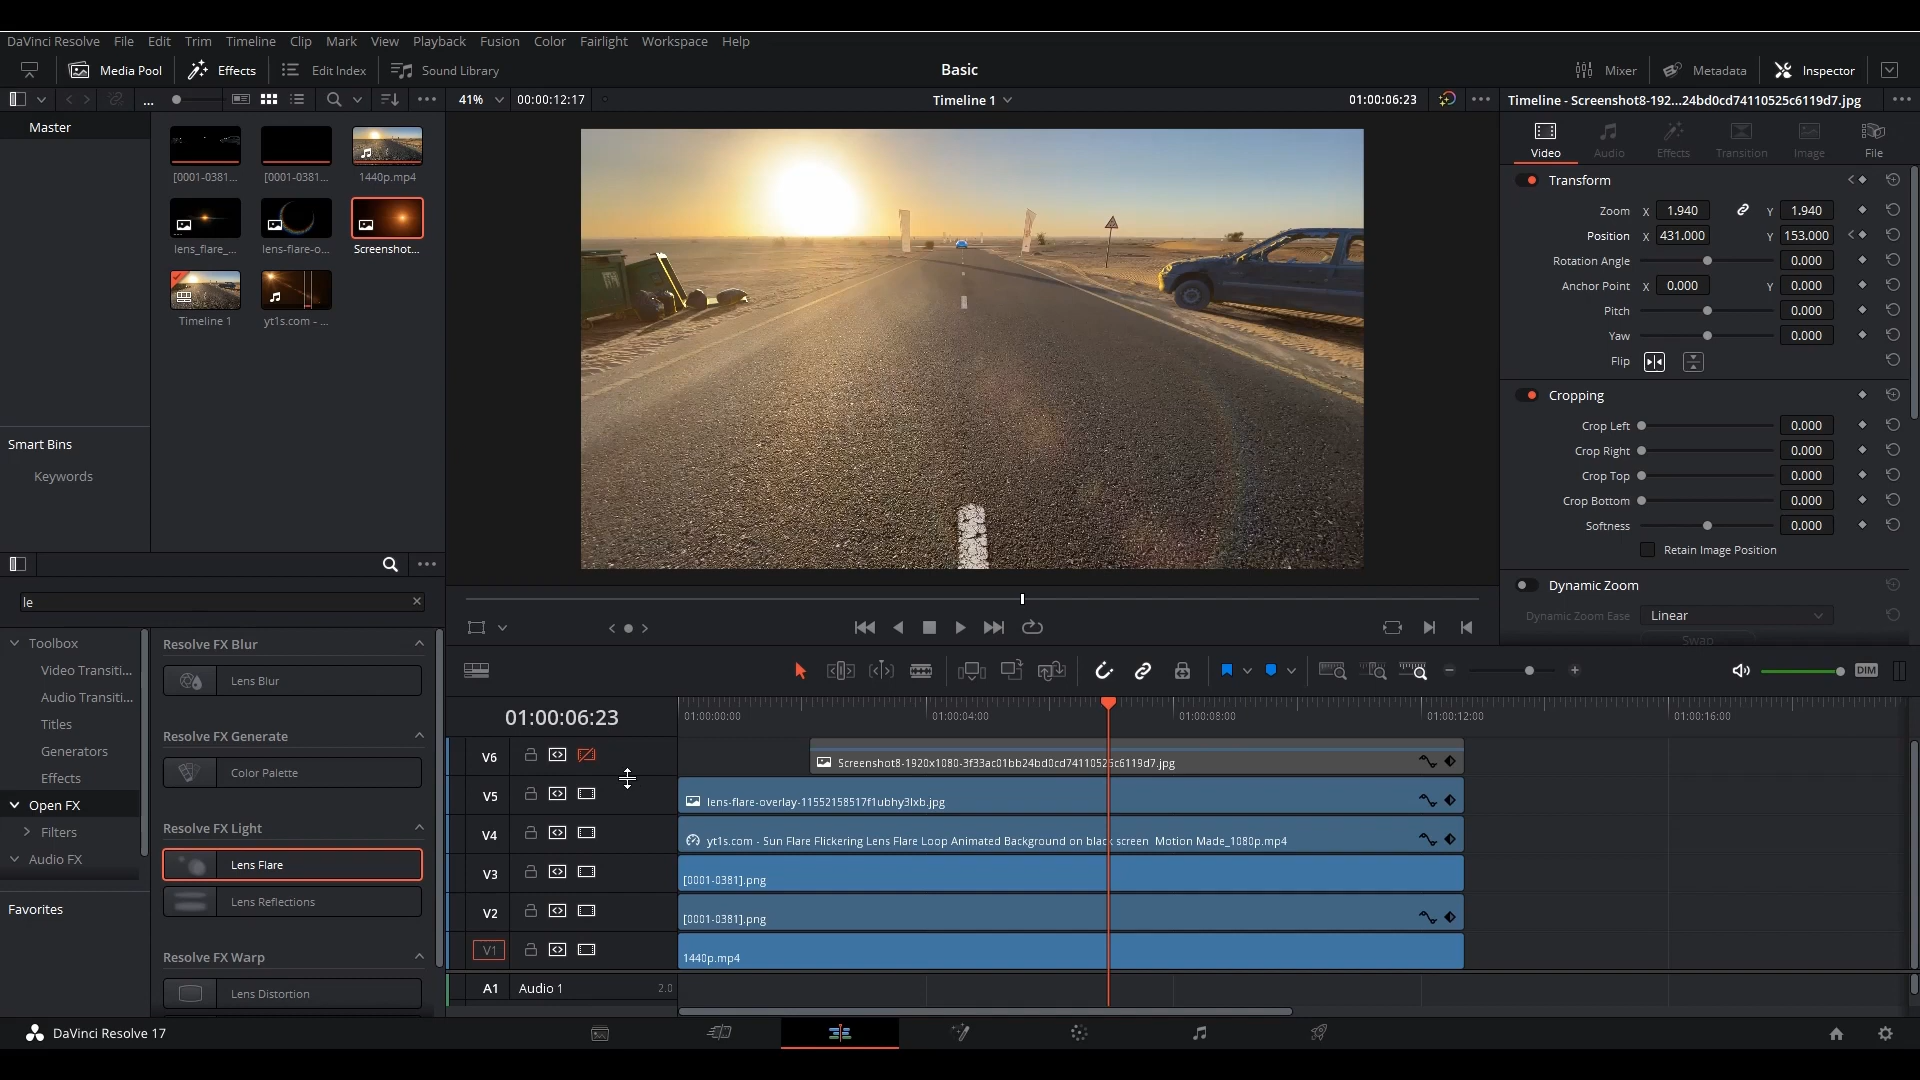 DaVinci Resolve File Edit Trim Timeline Clip Mark View Playback Fusion Color Fairlight Workspace Help
Media Pool Effects Edit Index Sound Library Basic Mixer Metadata Inspector
... 41% 00:00:12:17 Timeline 1 01:00:06:23 Timeline - Screenshot8-192...24bd0cd74110525c6119d7.jpg
Master
[0001-0381... [0001-0381... 1440p.mp4
lens_flare_... lens-flare-o... Screenshot...
Timeline 1 yt1s.com - ...
Smart Bins
Keywords
Video Audio Effects Transition Image File
Transform
Zoom X 1.940 Y 1.940
Position X 431.000 Y 153.000
Rotation Angle 0.000
Anchor Point X 0.000 Y 0.000
Pitch 0.000
Yaw 0.000
Flip
Cropping
Crop Left 0.000
Crop Right 0.000
Crop Top 0.000
Crop Bottom 0.000
Softness 0.000
Retain Image Position
Dynamic Zoom
Dynamic Zoom Ease Linear
Swap
le
Toolbox
Video Transiti...
Audio Transiti...
Titles
Generators
Effects
Open FX
Filters
Audio FX
Favorites
Resolve FX Blur
Lens Blur
Resolve FX Generate
Color Palette
Resolve FX Light
Lens Flare
Lens Reflections
Resolve FX Warp
Lens Distortion
DIM
01:00:06:23 01:00:00:00 01:00:04:00 01:00:08:00 01:00:12:00 01:00:16:00
V6 Screenshot8-1920x1080-3f33ac01bb24bd0cd74110525c6119d7.jpg
V5 lens-flare-overlay-11552158517f1ubhy3lxb.jpg
V4 yt1s.com - Sun Flare Flickering Lens Flare Loop Animated Background on black screen Motion Made_1080p.mp4
V3 [0001-0381].png
V2 [0001-0381].png
V1 1440p.mp4
A1 Audio 1 2.0
DaVinci Resolve 17